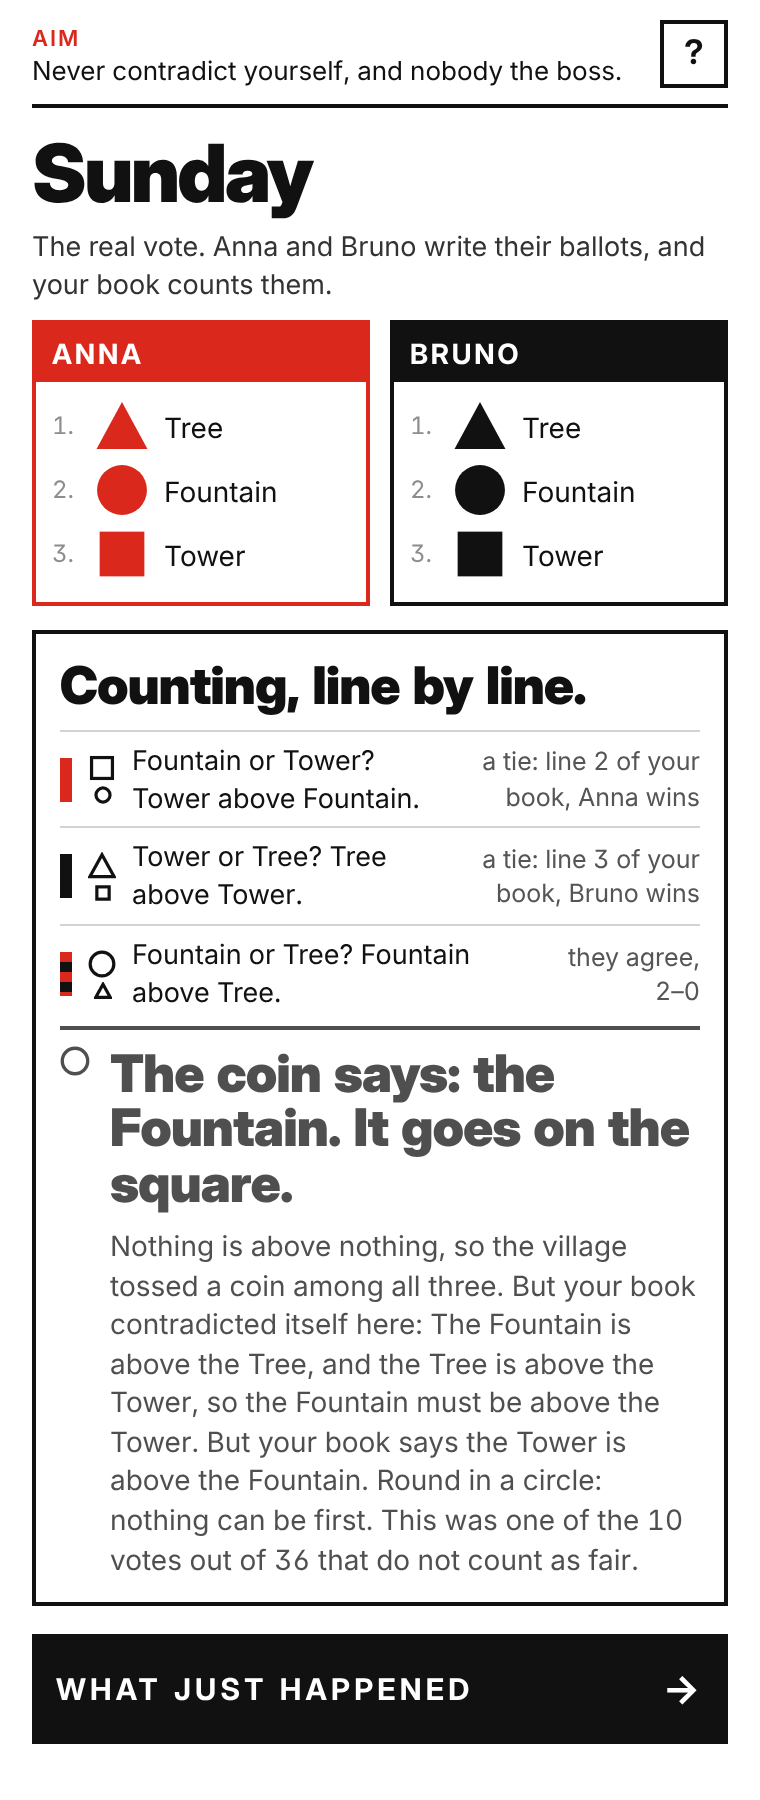 AIM
Never contradict yourself, and nobody the boss.
?
Sunday
The real vote. Anna and Bruno write their ballots, and
your book counts them.
ANNA
1. Tree
2. Fountain
3. Tower
BRUNO
1. Tree
2. Fountain
3. Tower
Counting, line by line.
Fountain or Tower?
Tower above Fountain.
a tie: line 2 of your
book, Anna wins
Tower or Tree? Tree
above Tower.
a tie: line 3 of your
book, Bruno wins
Fountain or Tree? Fountain
above Tree.
they agree,
2–0
The coin says: the
Fountain. It goes on the
square.
Nothing is above nothing, so the village
tossed a coin among all three. But your book
contradicted itself here: The Fountain is
above the Tree, and the Tree is above the
Tower, so the Fountain must be above the
Tower. But your book says the Tower is
above the Fountain. Round in a circle:
nothing can be first. This was one of the 10
votes out of 36 that do not count as fair.
WHAT JUST HAPPENED →